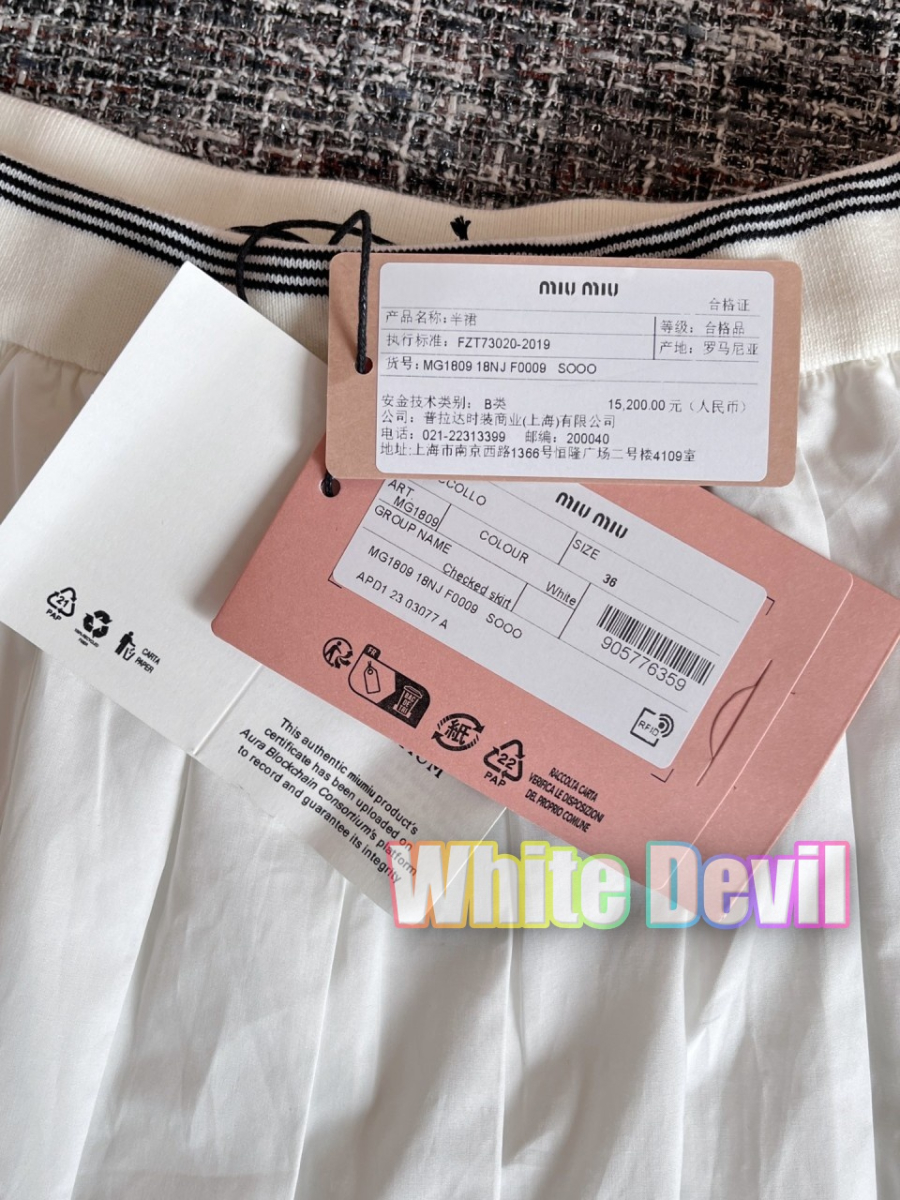 MIU MIU
合格证
产品名称：半裙
等级：合格品
执行标准：FZT73020-2019
产地：罗马尼亚
货号：MG1809 18NJ F0009 SOOO
安全技术类别：B类
15,200.00 元（人民币）
公司：普拉达时装商业(上海)有限公司
电话：021-22313399 邮编：200040
地址:上海市南京西路1366号恒隆广场二号楼4109室
MIU MIU
ART.
MG1809
COLOUR
SIZE
36
GROUP NAME
Checked skirt
White
MG1809 18NJ F0009 SOOO
APD1 23 03077 A
905776359
RFID
FR
紙
22
PAP
RACCOLTA CARTA
VERIFICA LE DISPOSIZIONI
DEL PROPRIO COMUNE
21
PAP
CARTA
PAPER
This authentic miumiu product's
certificate has been uploaded on
Aura Blockchain Consortium's platform
to record and guarantee its integrity
White Devil